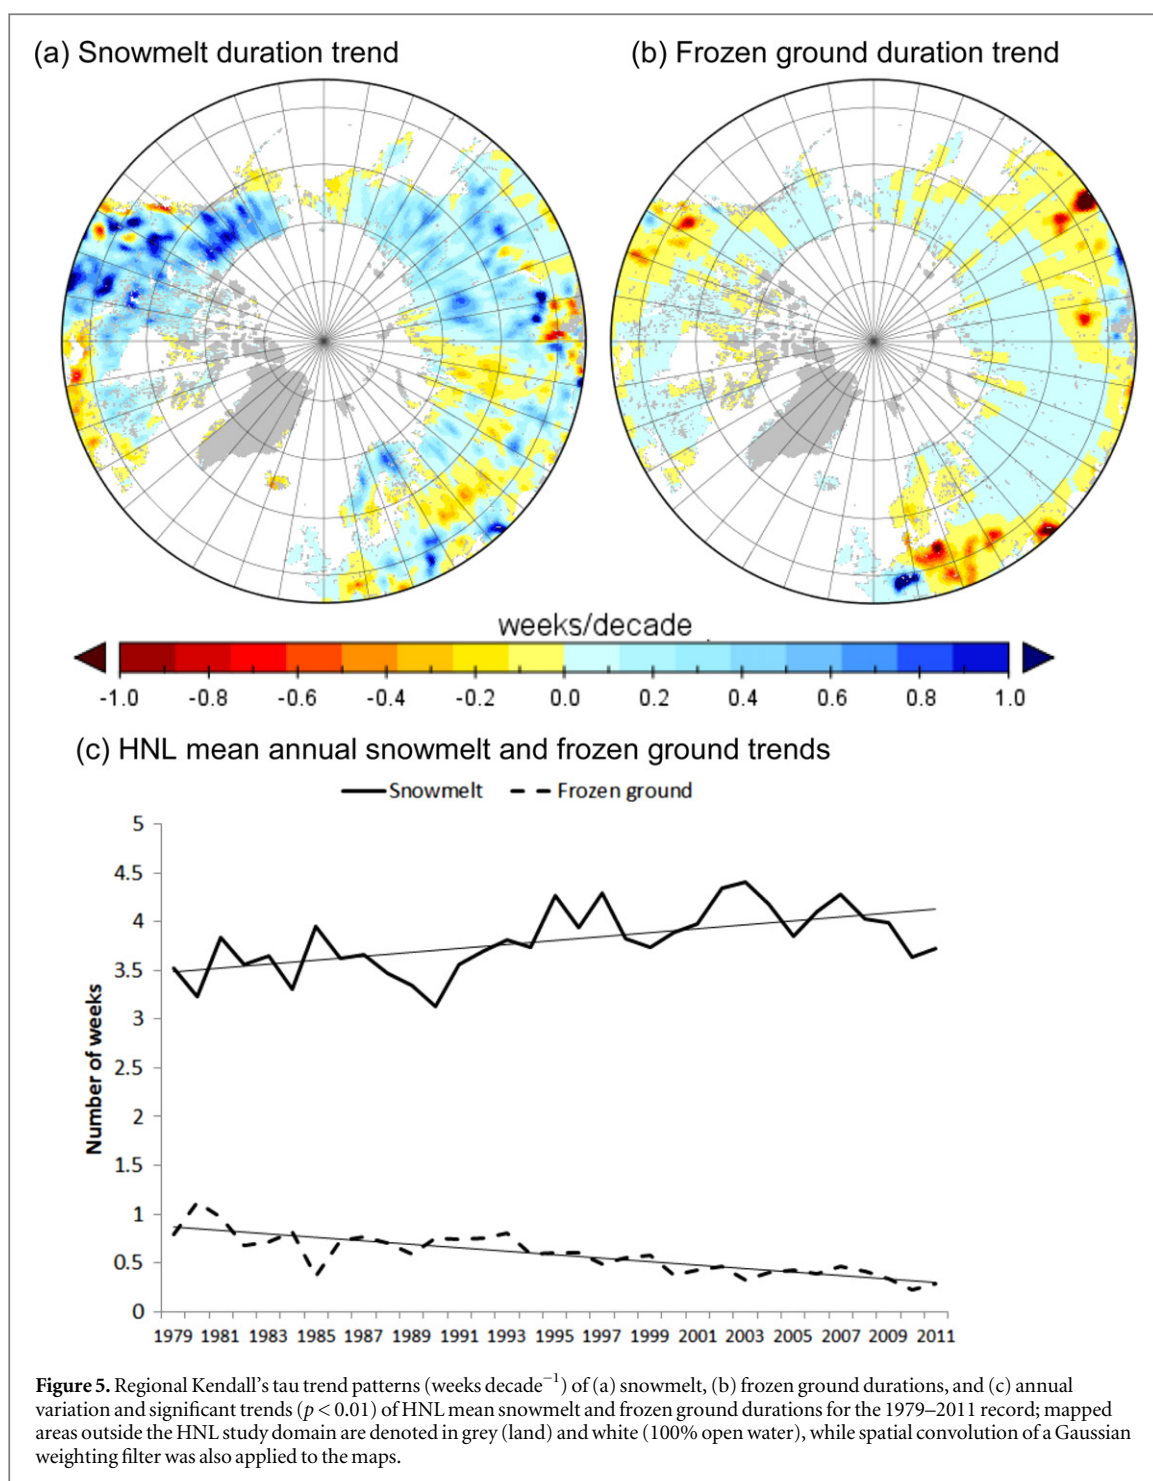 (a) Snowmelt duration trend
(b) Frozen ground duration trend
weeks/decade
-1.0 -0.8 -0.6 -0.4 -0.2 0.0 0.2 0.4 0.6 0.8 1.0
(c) HNL mean annual snowmelt and frozen ground trends
Snowmelt Frozen ground
5
4.5
4
3.5
3
2.5
2
1.5
1
0.5
0
Number of weeks
1979 1981 1983 1985 1987 1989 1991 1993 1995 1997 1999 2001 2003 2005 2007 2009 2011
Figure 5. Regional Kendall's tau trend patterns (weeks decade⁻¹) of (a) snowmelt, (b) frozen ground durations, and (c) annual
variation and significant trends (p < 0.01) of HNL mean snowmelt and frozen ground durations for the 1979–2011 record; mapped
areas outside the HNL study domain are denoted in grey (land) and white (100% open water), while spatial convolution of a Gaussian
weighting filter was also applied to the maps.